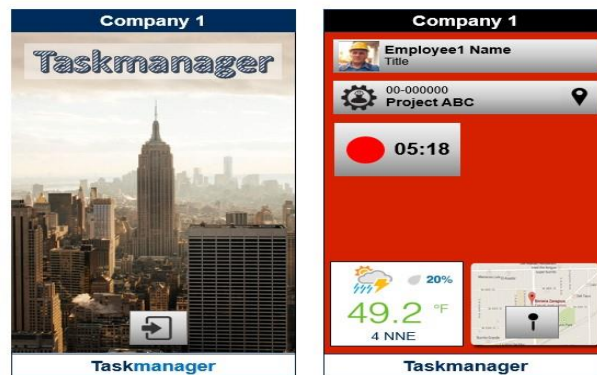 Company 1
Taskmanager
Taskmanager
Company 1
Employee1 Name
Title
00-000000
Project ABC
05:18
20%
49.2 °F
4 NNE
Taskmanager